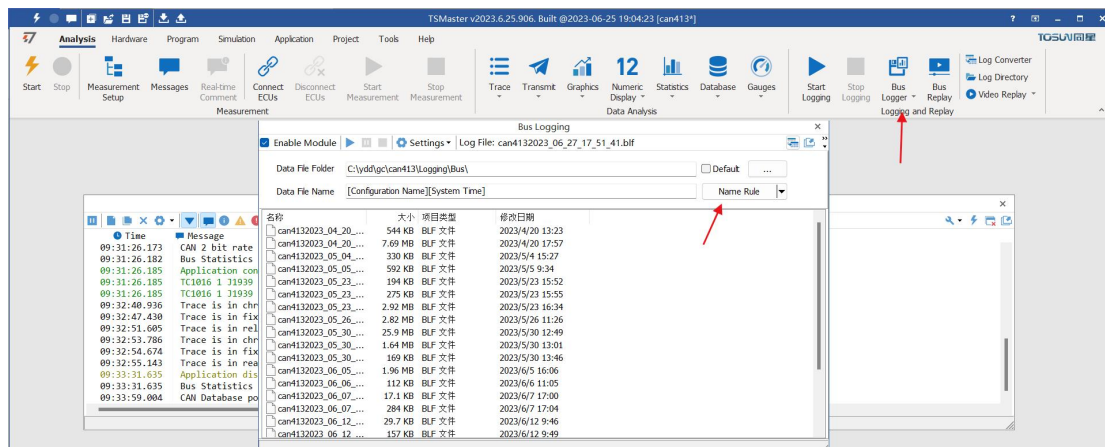 TSMaster v2023.6.25.906. Built @2023-06-25 19:04:23 [can413*]
Analysis Hardware Program Simulation Application Project Tools Help
TOSUN同星
Start Stop Measurement Setup Messages Real-time Comment Connect ECUs Disconnect ECUs Start Measurement Stop Measurement Trace Transmit Graphics 12 Numeric Display Statistics Database Gauges Start Logging Stop Logging Bus Logger Bus Replay Log Converter
Log Directory
Video Replay
Measurement Data Analysis Logging and Replay
Bus Logging
Enable Module Settings Log File: can4132023_06_27_17_51_41.blf
Data File Folder C:\ydd\gc\can413\Logging\Bus\ Default ...
Data File Name [Configuration Name][System Time] Name Rule
名称 大小 项目类型 修改日期
can4132023_04_20_... 544 KB BLF 文件 2023/4/20 13:23
can4132023_04_20_... 7.69 MB BLF 文件 2023/4/20 17:57
can4132023_05_04_... 330 KB BLF 文件 2023/5/4 15:27
can4132023_05_05_... 592 KB BLF 文件 2023/5/5 9:34
can4132023_05_23_... 194 KB BLF 文件 2023/5/23 15:52
can4132023_05_23_... 275 KB BLF 文件 2023/5/23 15:55
can4132023_05_23_... 2.92 MB BLF 文件 2023/5/23 16:34
can4132023_05_26_... 2.82 MB BLF 文件 2023/5/26 11:26
can4132023_05_30_... 25.9 MB BLF 文件 2023/5/30 12:49
can4132023_05_30_... 1.64 MB BLF 文件 2023/5/30 13:01
can4132023_05_30_... 169 KB BLF 文件 2023/5/30 13:46
can4132023_06_05_... 1.96 MB BLF 文件 2023/6/5 16:06
can4132023_06_06_... 112 KB BLF 文件 2023/6/6 11:05
can4132023_06_07_... 17.1 KB BLF 文件 2023/6/7 17:00
can4132023_06_07_... 284 KB BLF 文件 2023/6/7 17:04
can4132023_06_12_... 29.7 KB BLF 文件 2023/6/12 9:46
can4132023_06_12_... 157 KB BLF 文件 2023/6/12 9:49
Time Message
09:31:26.173 CAN 2 bit rate
09:31:26.182 Bus Statistics
09:31:26.185 Application con
09:31:26.185 TC1016 1 J1939
09:31:26.185 TC1016 1 J1939
09:32:40.936 Trace is in chr
09:32:47.430 Trace is in fix
09:32:51.605 Trace is in rel
09:32:53.786 Trace is in chr
09:32:54.674 Trace is in fix
09:32:55.143 Trace is in rea
09:33:31.635 Application dis
09:33:31.635 Bus Statistics
09:33:59.004 CAN Database po